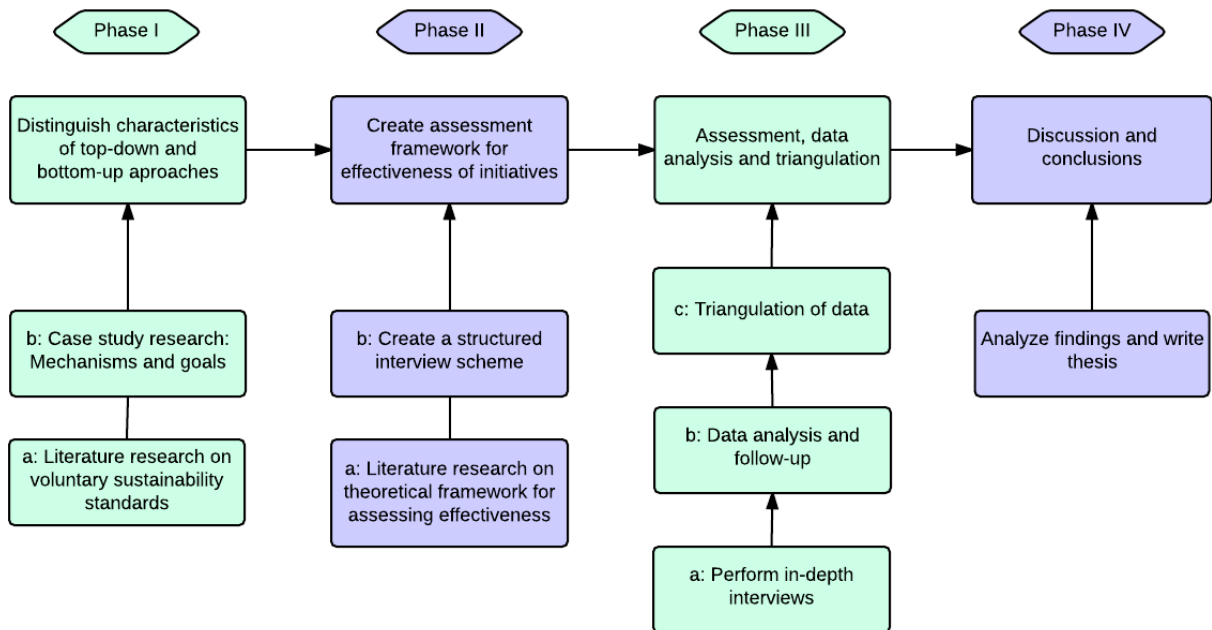 Phase I
Phase II
Phase III
Phase IV
Distinguish characteristics
of top-down and
bottom-up aproaches
Create assessment
framework for
effectiveness of initiatives
Assessment, data
analysis and triangulation
Discussion and
conclusions
b: Case study research:
Mechanisms and goals
a: Literature research on
voluntary sustainability
standards
b: Create a structured
interview scheme
a: Literature research on
theoretical framework for
assessing effectiveness
c: Triangulation of data
b: Data analysis and
follow-up
a: Perform in-depth
interviews
Analyze findings and write
thesis